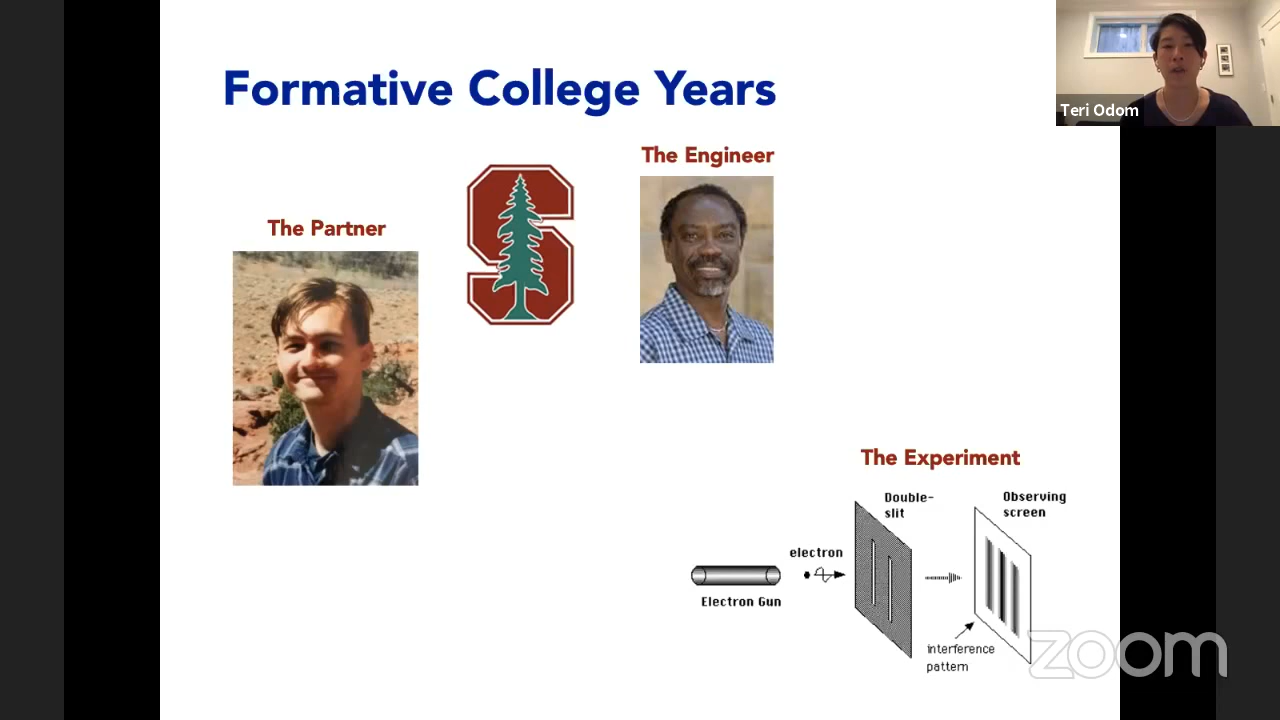 Formative College Years
Teri Odom
The Engineer
The Partner
The Experiment
Double-
slit
Observing
screen
electron
Electron Gun
interference
pattern
zoom